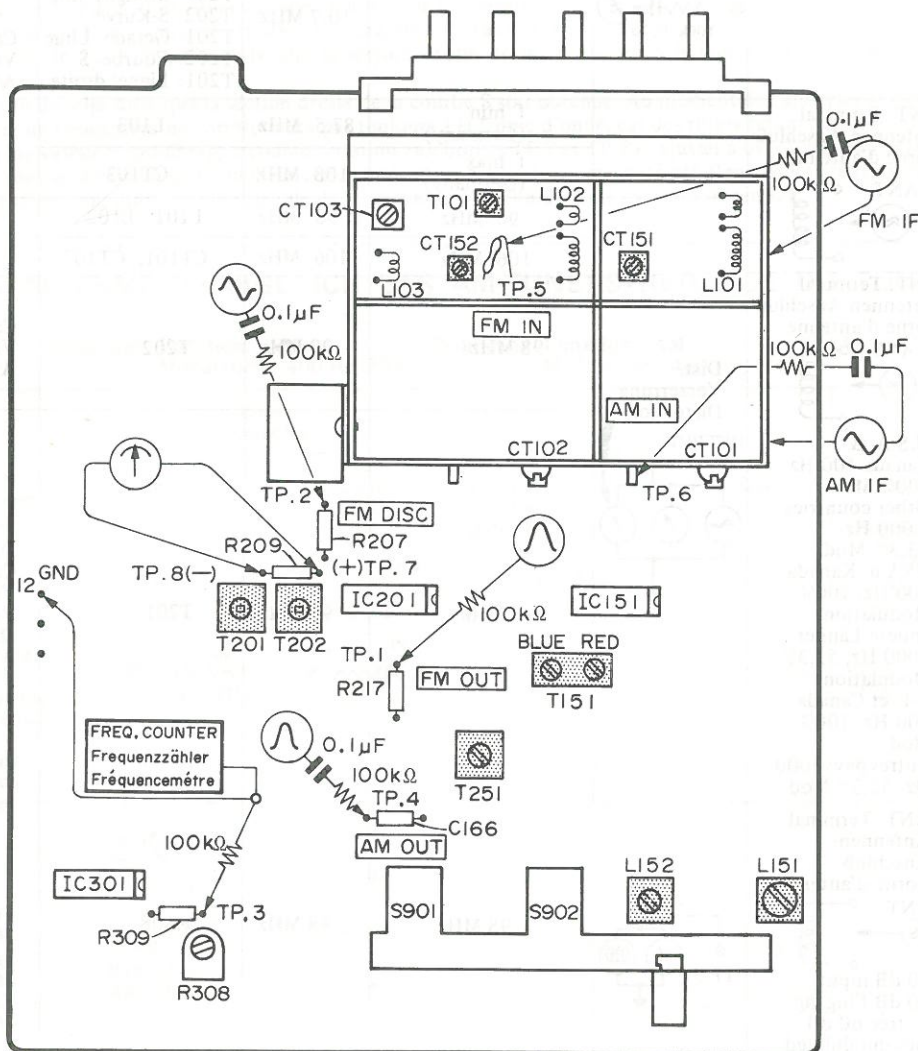 0.1µF
100kΩ
FM IF
CT103
T101
L102
CT152
CT151
L103
TP.5
L101
FM IN
0.1µF
100kΩ
100kΩ
0.1µF
AM IN
CT102
CT101
AM IF
TP.2
TP.6
FM DISC
R207
R209
TP.8(—)
(+)TP.7
12 GND
IC201
IC151
100kΩ
T201
T202
BLUE RED
TP.1
R217
FM OUT
T151
FREQ. COUNTER
Frequenzzähler
Fréquencemétre
0.1µF
100kΩ
T251
TP.4
C166
AM OUT
100kΩ
IC301
TP.3
R309
R308
S901
S902
L152
L151